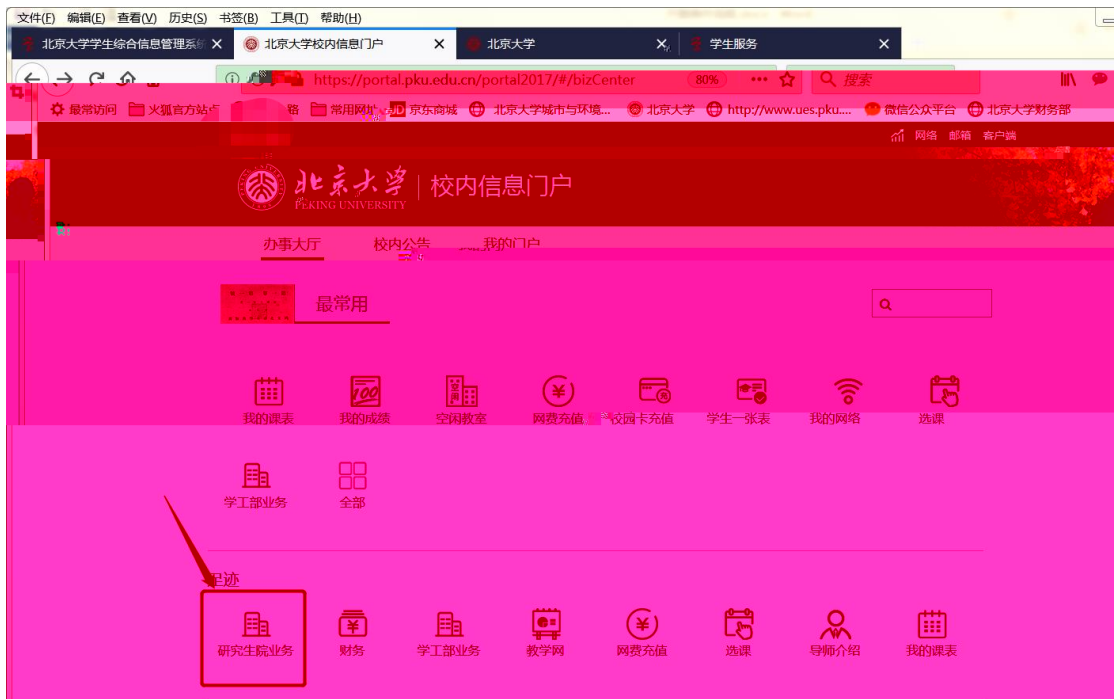 文件(F) 编辑(E) 查看(V) 历史(S) 书签(B) 工具(T) 帮助(H)
北京大学学生综合信息管理系统 北京大学校内信息门户 北京大学 学生服务
https://portal.pku.edu.cn/portal2017/#/bizCenter 80% 搜索
最常访问 火狐官方站点 常用网址 JD 京东商城 北京大学城市与环境... 北京大学 http://www.ues.pku.... 微信公众平台 北京大学财务部
网络 邮箱 客户端
北京大学 校内信息门户
PEKING UNIVERSITY
办事大厅 校内公告 我的门户
最常用
我的课表 我的成绩 空闲教室 网费充值 校园卡充值 学生一张表 我的网络 选课
学工部业务 全部
足迹
研究生院业务 财务 学工部业务 教学网 网费充值 选课 导师介绍 我的课表